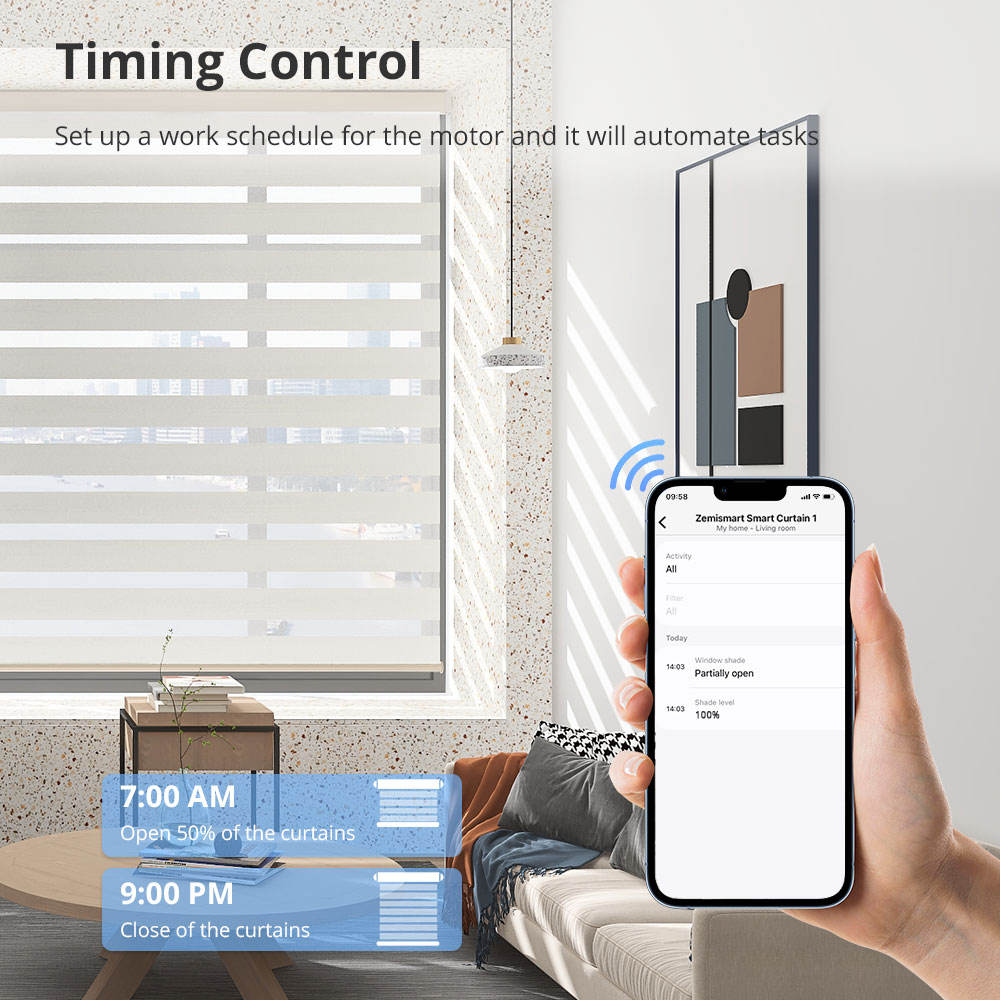 Timing Control
Set up a work schedule for the motor and it will automate tasks
09:58
Zemismart Smart Curtain 1
My home - Living room
Activity
All
Filter
All
Today
14:03
Window shade
Partially open
14:03
Shade level
100%
7:00 AM
Open 50% of the curtains
9:00 PM
Close of the curtains